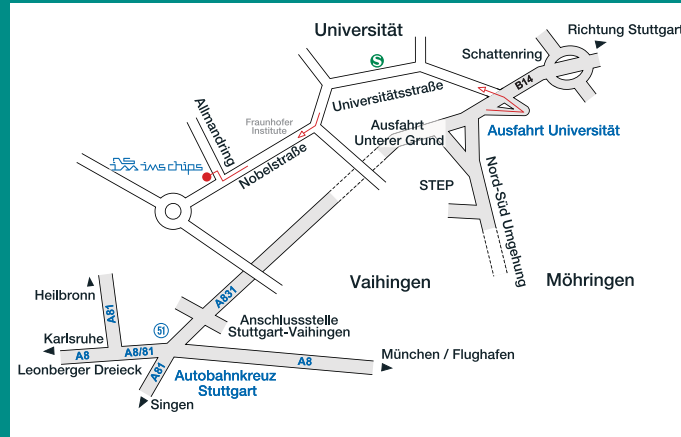 Universität
Richtung Stuttgart
Schattenring
S
B14
Universitätsstraße
Allmandring
Fraunhofer
Institute
Ausfahrt
Unterer Grund
Ausfahrt Universität
ims chips
Nobelstraße
STEP
Nord-Süd Umgehung
Vaihingen
Möhringen
A831
Heilbronn
A81
Anschlussstelle
Stuttgart-Vaihingen
51
Karlsruhe
A8
A8/81
A8
München / Flughafen
Leonberger Dreieck
A81
Autobahnkreuz
Stuttgart
Singen